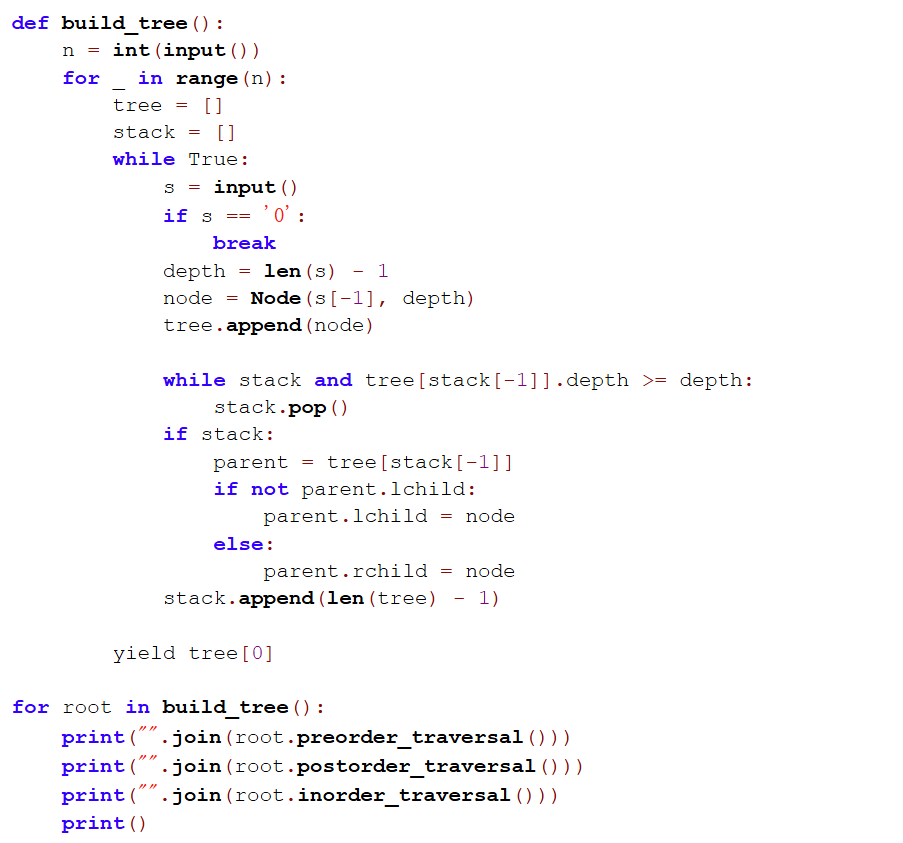 def build_tree():
    n = int(input())
    for _ in range(n):
        tree = []
        stack = []
        while True:
            s = input()
            if s == '0':
                break
            depth = len(s) - 1
            node = Node(s[-1], depth)
            tree.append(node)

            while stack and tree[stack[-1]].depth >= depth:
                stack.pop()
            if stack:
                parent = tree[stack[-1]]
                if not parent.lchild:
                    parent.lchild = node
                else:
                    parent.rchild = node
            stack.append(len(tree) - 1)

        yield tree[0]

for root in build_tree():
    print("".join(root.preorder_traversal()))
    print("".join(root.postorder_traversal()))
    print("".join(root.inorder_traversal()))
    print()